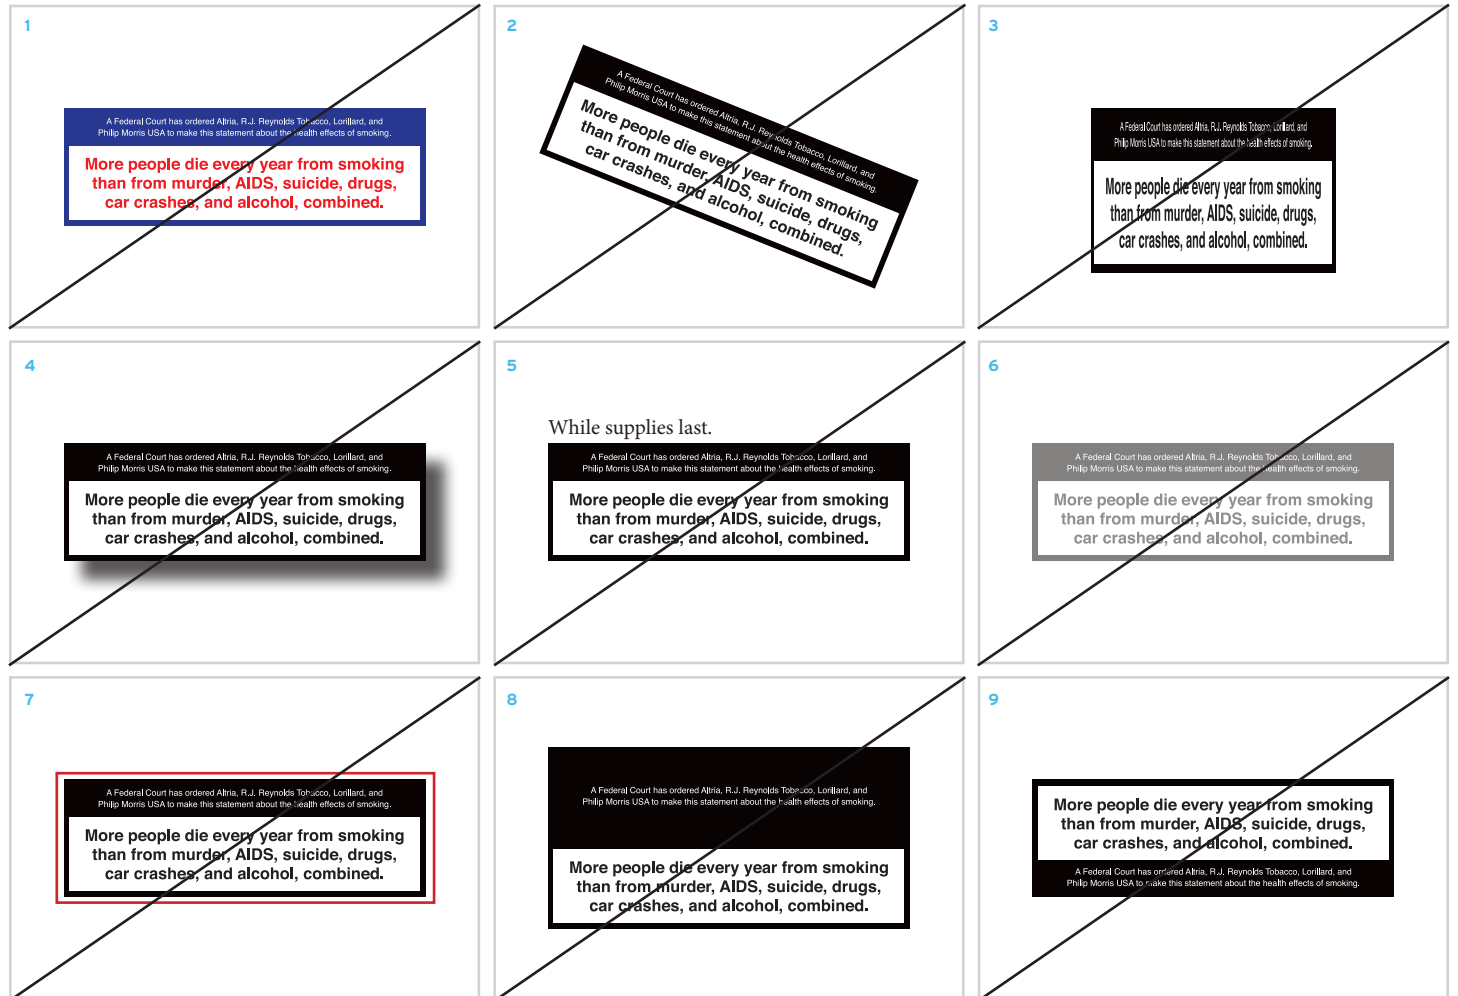 1
A Federal Court has ordered Altria, R.J. Reynolds Tobacco, Lorillard, and
Philip Morris USA to make this statement about the health effects of smoking.
More people die every year from smoking
than from murder, AIDS, suicide, drugs,
car crashes, and alcohol, combined.
2
A Federal Court has ordered Altria, R.J. Reynolds Tobacco, Lorillard, and
Philip Morris USA to make this statement about the health effects of smoking.
More people die every year from smoking
than from murder, AIDS, suicide, drugs,
car crashes, and alcohol, combined.
3
A Federal Court has ordered Altria, R.J. Reynolds Tobacco, Lorillard, and
Philip Morris USA to make this statement about the health effects of smoking.
More people die every year from smoking
than from murder, AIDS, suicide, drugs,
car crashes, and alcohol, combined.
4
A Federal Court has ordered Altria, R.J. Reynolds Tobacco, Lorillard, and
Philip Morris USA to make this statement about the health effects of smoking.
More people die every year from smoking
than from murder, AIDS, suicide, drugs,
car crashes, and alcohol, combined.
5
While supplies last.
A Federal Court has ordered Altria, R.J. Reynolds Tobacco, Lorillard, and
Philip Morris USA to make this statement about the health effects of smoking.
More people die every year from smoking
than from murder, AIDS, suicide, drugs,
car crashes, and alcohol, combined.
6
A Federal Court has ordered Altria, R.J. Reynolds Tobacco, Lorillard, and
Philip Morris USA to make this statement about the health effects of smoking.
More people die every year from smoking
than from murder, AIDS, suicide, drugs,
car crashes, and alcohol, combined.
7
A Federal Court has ordered Altria, R.J. Reynolds Tobacco, Lorillard, and
Philip Morris USA to make this statement about the health effects of smoking.
More people die every year from smoking
than from murder, AIDS, suicide, drugs,
car crashes, and alcohol, combined.
8
A Federal Court has ordered Altria, R.J. Reynolds Tobacco, Lorillard, and
Philip Morris USA to make this statement about the health effects of smoking.
More people die every year from smoking
than from murder, AIDS, suicide, drugs,
car crashes, and alcohol, combined.
9
More people die every year from smoking
than from murder, AIDS, suicide, drugs,
car crashes, and alcohol, combined.
A Federal Court has ordered Altria, R.J. Reynolds Tobacco, Lorillard, and
Philip Morris USA to make this statement about the health effects of smoking.